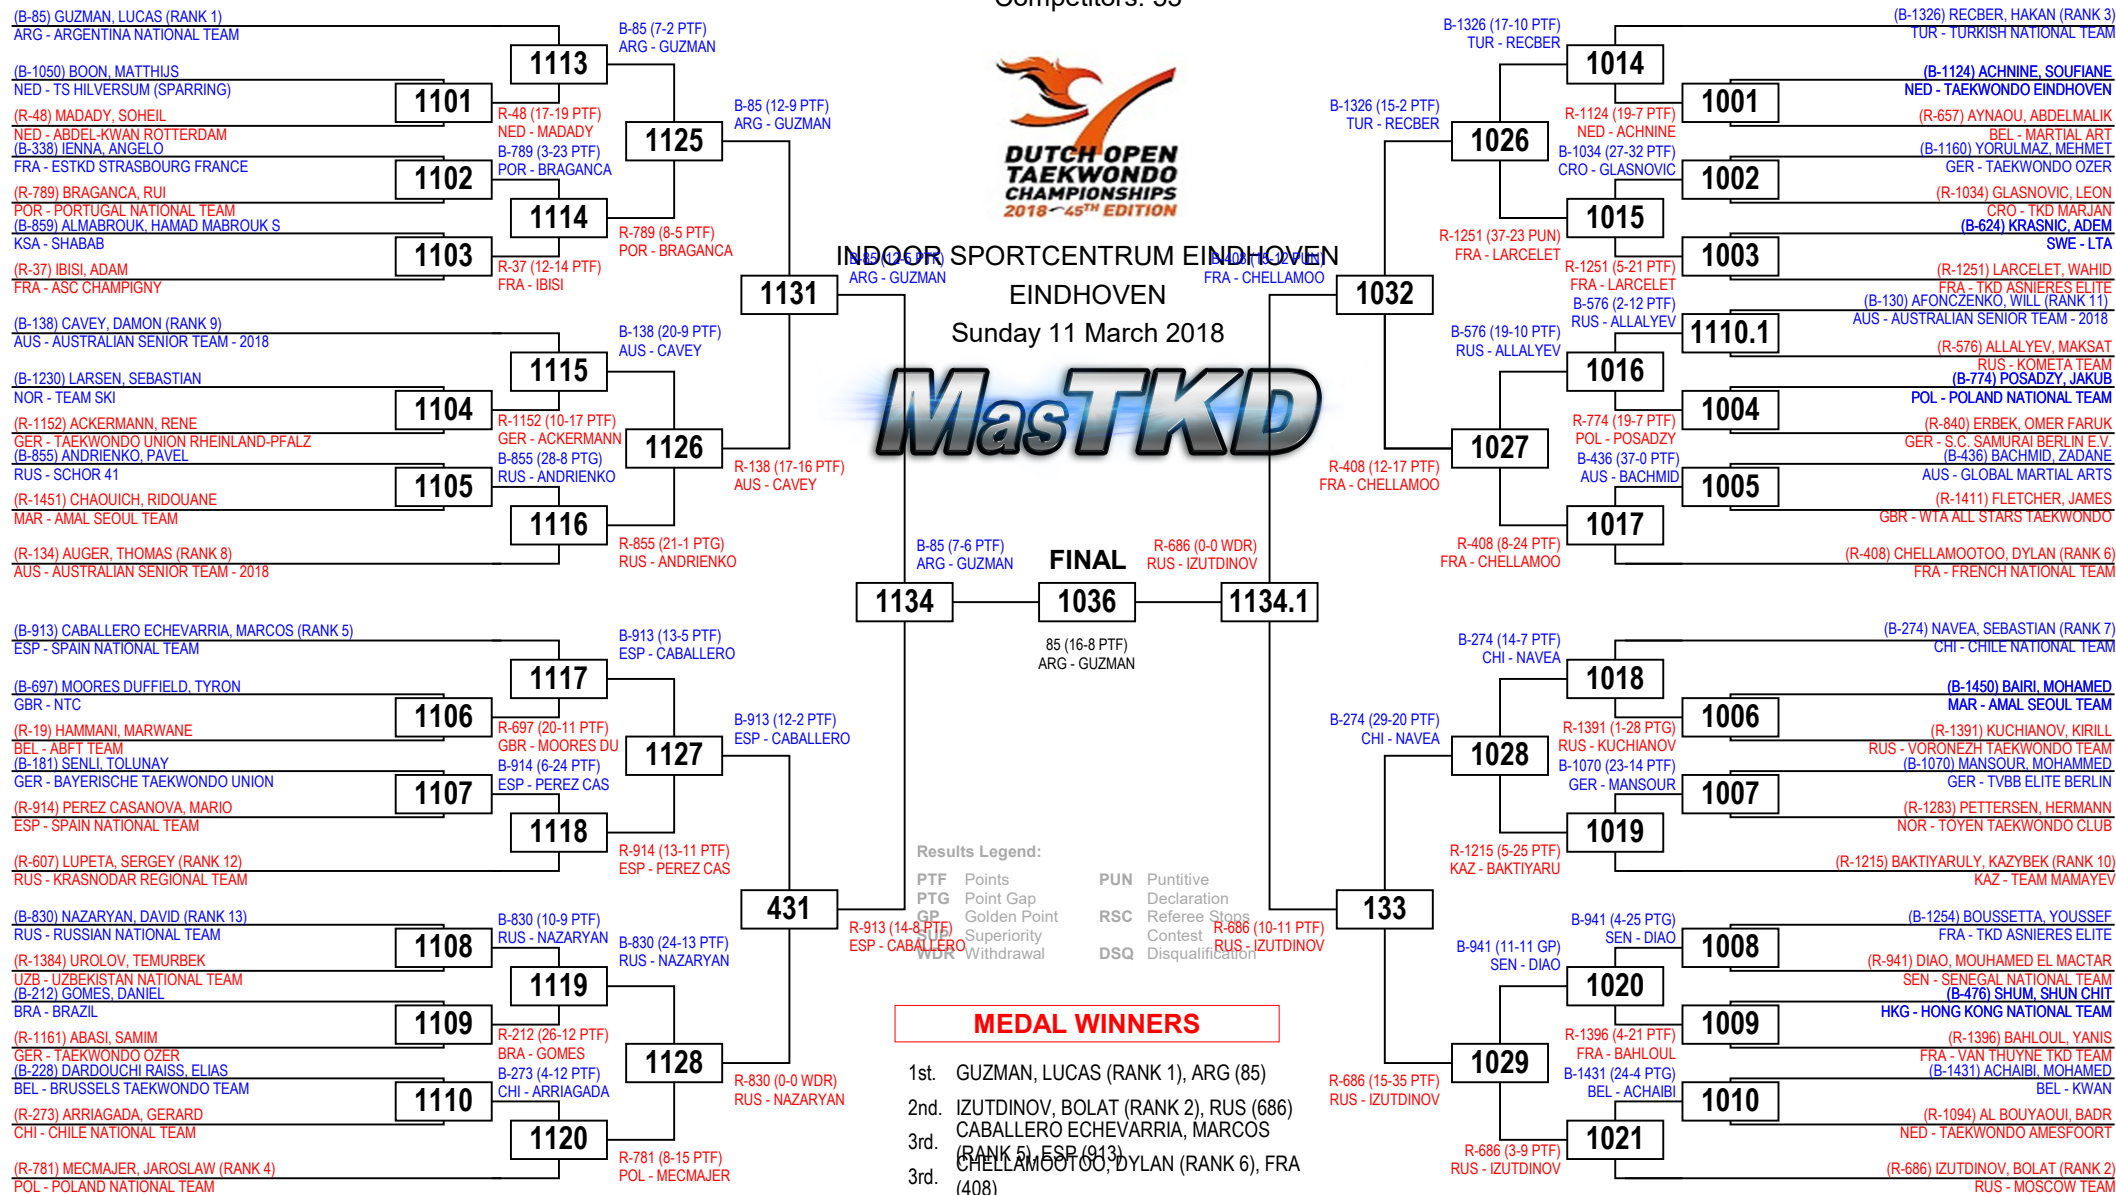 Competitors: 53
(B-85) GUZMAN, LUCAS (RANK 1)
ARG - ARGENTINA NATIONAL TEAM
(B-1050) BOON, MATTHIJS
NED - TS HILVERSUM (SPARRING)
(R-48) MADADY, SOHEIL
NED - ABDEL-KWAN ROTTERDAM
(B-338) IENNA, ANGELO
FRA - ESTKD STRASBOURG FRANCE
(R-789) BRAGANCA, RUI
POR - PORTUGAL NATIONAL TEAM
(B-859) ALMABROUK, HAMAD MABROUK S
KSA - SHABAB
(R-37) IBISI, ADAM
FRA - ASC CHAMPIGNY
(B-138) CAVEY, DAMON (RANK 9)
AUS - AUSTRALIAN SENIOR TEAM - 2018
(B-1230) LARSEN, SEBASTIAN
NOR - TEAM SKI
(R-1152) ACKERMANN, RENE
GER - TAEKWONDO UNION RHEINLAND-PFALZ
(B-855) ANDRIENKO, PAVEL
RUS - SCHOR 41
(R-1451) CHAOUICH, RIDOUANE
MAR - AMAL SEOUL TEAM
(R-134) AUGER, THOMAS (RANK 8)
AUS - AUSTRALIAN SENIOR TEAM - 2018
(B-913) CABALLERO ECHEVARRIA, MARCOS (RANK 5)
ESP - SPAIN NATIONAL TEAM
(B-697) MOORES DUFFIELD, TYRON
GBR - NTC
(R-19) HAMMANI, MARWANE
BEL - ABFT TEAM
(B-181) SENLI, TOLUNAY
GER - BAYERISCHE TAEKWONDO UNION
(R-914) PEREZ CASANOVA, MARIO
ESP - SPAIN NATIONAL TEAM
(R-607) LUPETA, SERGEY (RANK 12)
RUS - KRASNODAR REGIONAL TEAM
(B-830) NAZARYAN, DAVID (RANK 13)
RUS - RUSSIAN NATIONAL TEAM
(R-1384) UROLOV, TEMURBEK
UZB - UZBEKISTAN NATIONAL TEAM
(B-212) GOMES, DANIEL
BRA - BRAZIL
(R-1161) ABASI, SAMIM
GER - TAEKWONDO OZER
(B-228) DARDOUCHI RAISS, ELIAS
BEL - BRUSSELS TAEKWONDO TEAM
(R-273) ARRIAGADA, GERARD
CHI - CHILE NATIONAL TEAM
(R-781) MECMAJER, JAROSLAW (RANK 4)
POL - POLAND NATIONAL TEAM
1101
1102
1103
1104
1105
1106
1107
1108
1109
1110
R-48 (17-19 PTF)
NED - MADADY
B-789 (3-23 PTF)
POR - BRAGANCA
R-37 (12-14 PTF)
FRA - IBISI
R-1152 (10-17 PTF)
GER - ACKERMANN
B-855 (28-8 PTG)
RUS - ANDRIENKO
R-697 (20-11 PTF)
GBR - MOORES DU
B-914 (6-24 PTF)
ESP - PEREZ CAS
B-830 (10-9 PTF)
RUS - NAZARYAN
R-212 (26-12 PTF)
BRA - GOMES
B-273 (4-12 PTF)
CHI - ARRIAGADA
1113
1114
1115
1116
1117
1118
1119
1120
B-85 (7-2 PTF)
ARG - GUZMAN
R-789 (8-5 PTF)
POR - BRAGANCA
B-138 (20-9 PTF)
AUS - CAVEY
R-855 (21-1 PTG)
RUS - ANDRIENKO
B-913 (13-5 PTF)
ESP - CABALLERO
R-914 (13-11 PTF)
ESP - PEREZ CAS
B-830 (24-13 PTF)
RUS - NAZARYAN
R-781 (8-15 PTF)
POL - MECMAJER
1125
1126
1127
1128
B-85 (12-9 PTF)
ARG - GUZMAN
R-138 (17-16 PTF)
AUS - CAVEY
B-913 (12-2 PTF)
ESP - CABALLERO
R-830 (0-0 WDR)
RUS - NAZARYAN
1131
431
B-85 (12-5 PTF)
ARG - GUZMAN
R-913 (14-8 PTF)
ESP - CABALLERO
1134
B-85 (7-6 PTF)
ARG - GUZMAN
DUTCH OPEN
TAEKWONDO
CHAMPIONSHIPS
2018 - 45TH EDITION
INDOOR SPORTCENTRUM EINDHOVEN
EINDHOVEN
Sunday 11 March 2018
MasTKD
FINAL
1036
85 (16-8 PTF)
ARG - GUZMAN
R-686 (0-0 WDR)
RUS - IZUTDINOV
1134.1
Results Legend:
PTF Points
PTG Point Gap
GP Golden Point
SUP Superiority
WDR Withdrawal
PUN Puntitive
Declaration
RSC Referee Stops
Contest
DSQ Disqualification
MEDAL WINNERS
1st. GUZMAN, LUCAS (RANK 1), ARG (85)
2nd. IZUTDINOV, BOLAT (RANK 2), RUS (686)
3rd. CABALLERO ECHEVARRIA, MARCOS
(RANK 5), ESP (913)
3rd. CHELLAMOOTOO, DYLAN (RANK 6), FRA
(408)
B-408 (15-12 PUN)
FRA - CHELLAMOO
R-686 (10-11 PTF)
RUS - IZUTDINOV
1032
133
B-1326 (15-2 PTF)
TUR - RECBER
R-408 (12-17 PTF)
FRA - CHELLAMOO
B-274 (29-20 PTF)
CHI - NAVEA
R-686 (15-35 PTF)
RUS - IZUTDINOV
1026
1027
1028
1029
B-1326 (17-10 PTF)
TUR - RECBER
R-1251 (37-23 PUN)
FRA - LARCELET
B-576 (19-10 PTF)
RUS - ALLALYEV
R-408 (8-24 PTF)
FRA - CHELLAMOO
B-274 (14-7 PTF)
CHI - NAVEA
R-1215 (5-25 PTF)
KAZ - BAKTIYARU
B-941 (11-11 GP)
SEN - DIAO
R-686 (3-9 PTF)
RUS - IZUTDINOV
1014
1015
1016
1017
1018
1019
1020
1021
R-1124 (19-7 PTF)
NED - ACHNINE
B-1034 (27-32 PTF)
CRO - GLASNOVIC
R-1251 (5-21 PTF)
FRA - LARCELET
B-576 (2-12 PTF)
RUS - ALLALYEV
R-774 (19-7 PTF)
POL - POSADZY
B-436 (37-0 PTF)
AUS - BACHMID
R-1391 (1-28 PTG)
RUS - KUCHIANOV
B-1070 (23-14 PTF)
GER - MANSOUR
B-941 (4-25 PTG)
SEN - DIAO
R-1396 (4-21 PTF)
FRA - BAHLOUL
B-1431 (24-4 PTG)
BEL - ACHAIBI
1001
1002
1003
1110.1
1004
1005
1006
1007
1008
1009
1010
(B-1326) RECBER, HAKAN (RANK 3)
TUR - TURKISH NATIONAL TEAM
(B-1124) ACHNINE, SOUFIANE
NED - TAEKWONDO EINDHOVEN
(R-657) AYNAOU, ABDELMALIK
BEL - MARTIAL ART
(B-1160) YORULMAZ, MEHMET
GER - TAEKWONDO OZER
(R-1034) GLASNOVIC, LEON
CRO - TKD MARJAN
(B-624) KRASNIC, ADEM
SWE - LTA
(R-1251) LARCELET, WAHID
FRA - TKD ASNIERES ELITE
(B-130) AFONCZENKO, WILL (RANK 11)
AUS - AUSTRALIAN SENIOR TEAM - 2018
(R-576) ALLALYEV, MAKSAT
RUS - KOMETA TEAM
(B-774) POSADZY, JAKUB
POL - POLAND NATIONAL TEAM
(R-840) ERBEK, OMER FARUK
GER - S.C. SAMURAI BERLIN E.V.
(B-436) BACHMID, ZADANE
AUS - GLOBAL MARTIAL ARTS
(R-1411) FLETCHER, JAMES
GBR - WTA ALL STARS TAEKWONDO
(R-408) CHELLAMOOTOO, DYLAN (RANK 6)
FRA - FRENCH NATIONAL TEAM
(B-274) NAVEA, SEBASTIAN (RANK 7)
CHI - CHILE NATIONAL TEAM
(B-1450) BAIRI, MOHAMED
MAR - AMAL SEOUL TEAM
(R-1391) KUCHIANOV, KIRILL
RUS - VORONEZH TAEKWONDO TEAM
(B-1070) MANSOUR, MOHAMMED
GER - TVBB ELITE BERLIN
(R-1283) PETTERSEN, HERMANN
NOR - TOYEN TAEKWONDO CLUB
(R-1215) BAKTIYARULY, KAZYBEK (RANK 10)
KAZ - TEAM MAMAYEV
(B-1254) BOUSSETTA, YOUSSEF
FRA - TKD ASNIERES ELITE
(R-941) DIAO, MOUHAMED EL MACTAR
SEN - SENEGAL NATIONAL TEAM
(B-476) SHUM, SHUN CHIT
HKG - HONG KONG NATIONAL TEAM
(R-1396) BAHLOUL, YANIS
FRA - VAN THUYNE TKD TEAM
(B-1431) ACHAIBI, MOHAMED
BEL - KWAN
(R-1094) AL BOUYAOUI, BADR
NED - TAEKWONDO AMESFOORT
(R-686) IZUTDINOV, BOLAT (RANK 2)
RUS - MOSCOW TEAM